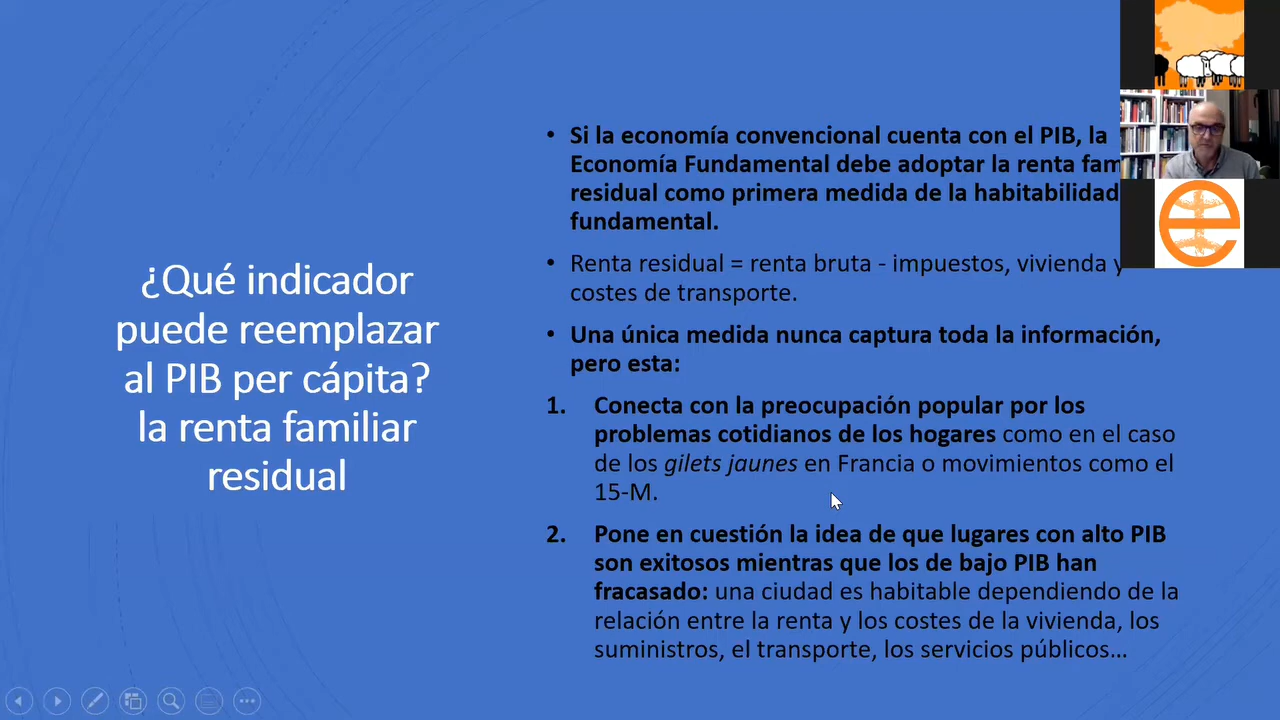 ¿Qué indicador
puede reemplazar
al PIB per cápita?
la renta familiar
residual
• Si la economía convencional cuenta con el PIB, la
Economía Fundamental debe adoptar la renta fam
residual como primera medida de la habitabilidad
fundamental.
• Renta residual = renta bruta - impuestos, vivienda y
costes de transporte.
• Una única medida nunca captura toda la información,
pero esta:
1. Conecta con la preocupación popular por los
problemas cotidianos de los hogares como en el caso
de los gilets jaunes en Francia o movimientos como el
15-M.
2. Pone en cuestión la idea de que lugares con alto PIB
son exitosos mientras que los de bajo PIB han
fracasado: una ciudad es habitable dependiendo de la
relación entre la renta y los costes de la vivienda, los
suministros, el transporte, los servicios públicos…
e